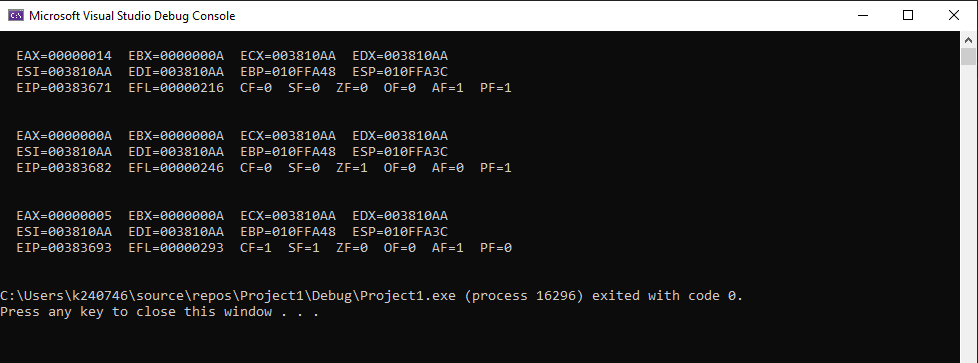 C:\ Microsoft Visual Studio Debug Console
EAX=00000014  EBX=0000000A  ECX=003810AA  EDX=003810AA
ESI=003810AA  EDI=003810AA  EBP=010FFA48  ESP=010FFA3C
EIP=00383671  EFL=00000216  CF=0  SF=0  ZF=0  OF=0  AF=1  PF=1
EAX=0000000A  EBX=0000000A  ECX=003810AA  EDX=003810AA
ESI=003810AA  EDI=003810AA  EBP=010FFA48  ESP=010FFA3C
EIP=00383682  EFL=00000246  CF=0  SF=0  ZF=1  OF=0  AF=0  PF=1
EAX=00000005  EBX=0000000A  ECX=003810AA  EDX=003810AA
ESI=003810AA  EDI=003810AA  EBP=010FFA48  ESP=010FFA3C
EIP=00383693  EFL=00000293  CF=1  SF=1  ZF=0  OF=0  AF=1  PF=0
C:\Users\k240746\source\repos\Project1\Debug\Project1.exe (process 16296) exited with code 0.
Press any key to close this window . . .